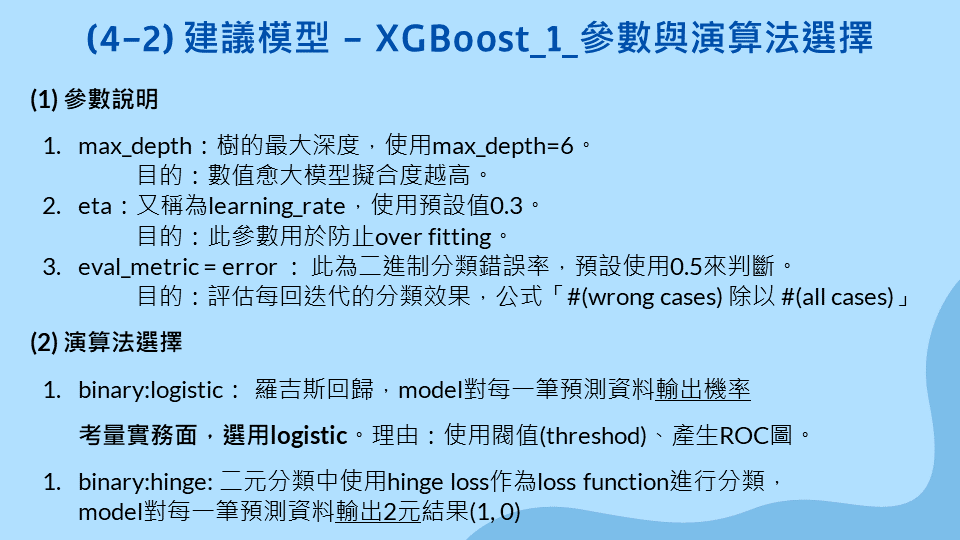 (4-2) 建議模型 - XGBoost_1_參數與演算法選擇
(1) 參數說明
1. max_depth：樹的最大深度，使用max_depth=6。
目的：數值愈大模型擬合度越高。
2. eta：又稱為learning_rate，使用預設值0.3。
目的：此參數用於防止over fitting。
3. eval_metric = error ： 此為二進制分類錯誤率，預設使用0.5來判斷。
目的：評估每回迭代的分類效果，公式「#(wrong cases) 除以 #(all cases)」
(2) 演算法選擇
1. binary:logistic： 羅吉斯回歸，model對每一筆預測資料輸出機率
考量實務面，選用logistic。理由：使用閥值(threshod)、產生ROC圖。
1. binary:hinge: 二元分類中使用hinge loss作為loss function進行分類，
model對每一筆預測資料輸出2元結果(1, 0)